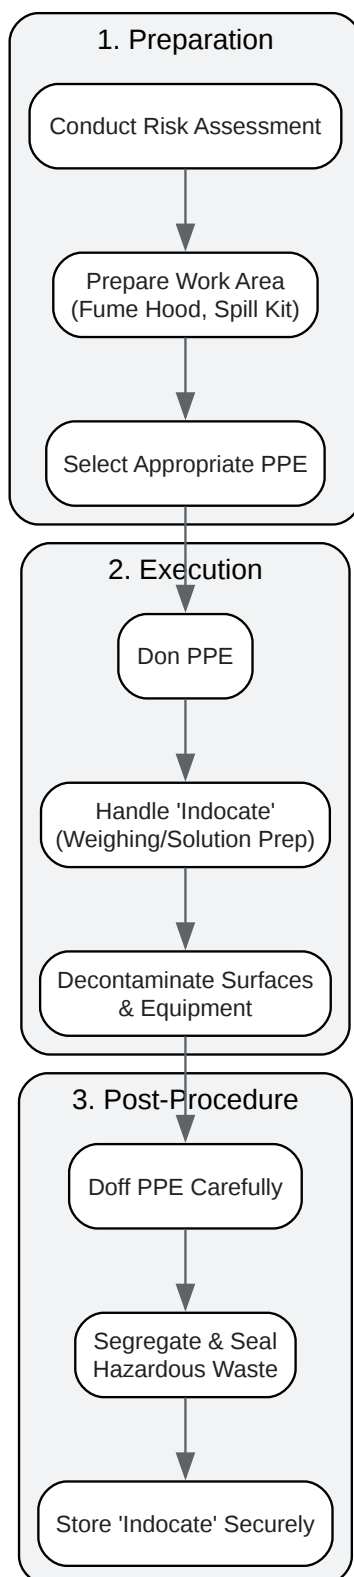 1. Preparation
Conduct Risk Assessment
Prepare Work Area
(Fume Hood, Spill Kit)
Select Appropriate PPE
2. Execution
Don PPE
Handle 'Indocate'
(Weighing/Solution Prep)
Decontaminate Surfaces
& Equipment
3. Post-Procedure
Doff PPE Carefully
Segregate & Seal
Hazardous Waste
Store 'Indocate' Securely